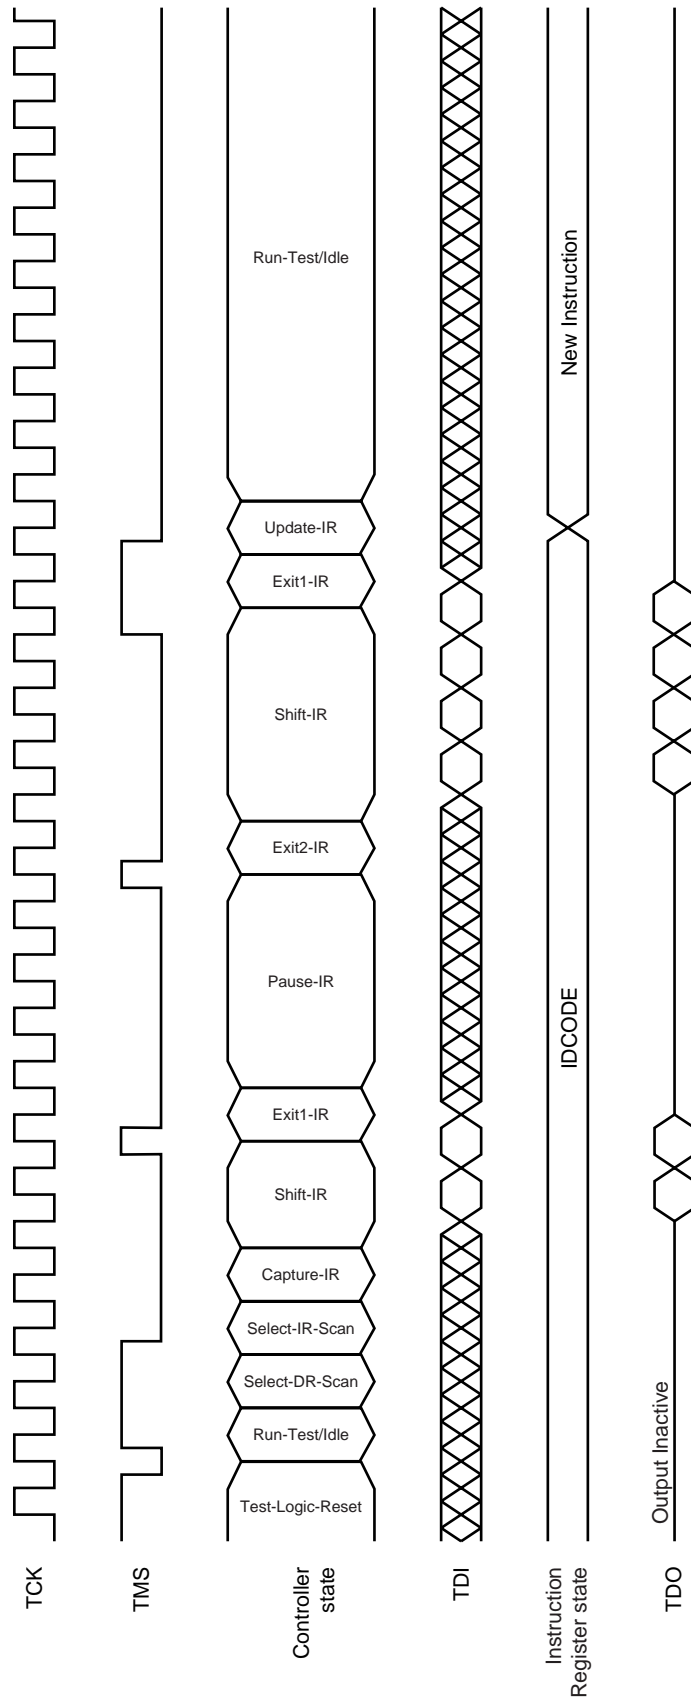 TCK
TMS
Controller
state
Run-Test/Idle
Update-IR
Exit1-IR
Shift-IR
Exit2-IR
Pause-IR
Exit1-IR
Shift-IR
Capture-IR
Select-IR-Scan
Select-DR-Scan
Run-Test/Idle
Test-Logic-Reset
TDI
Instruction
Register state
IDCODE
New Instruction
TDO
Output Inactive